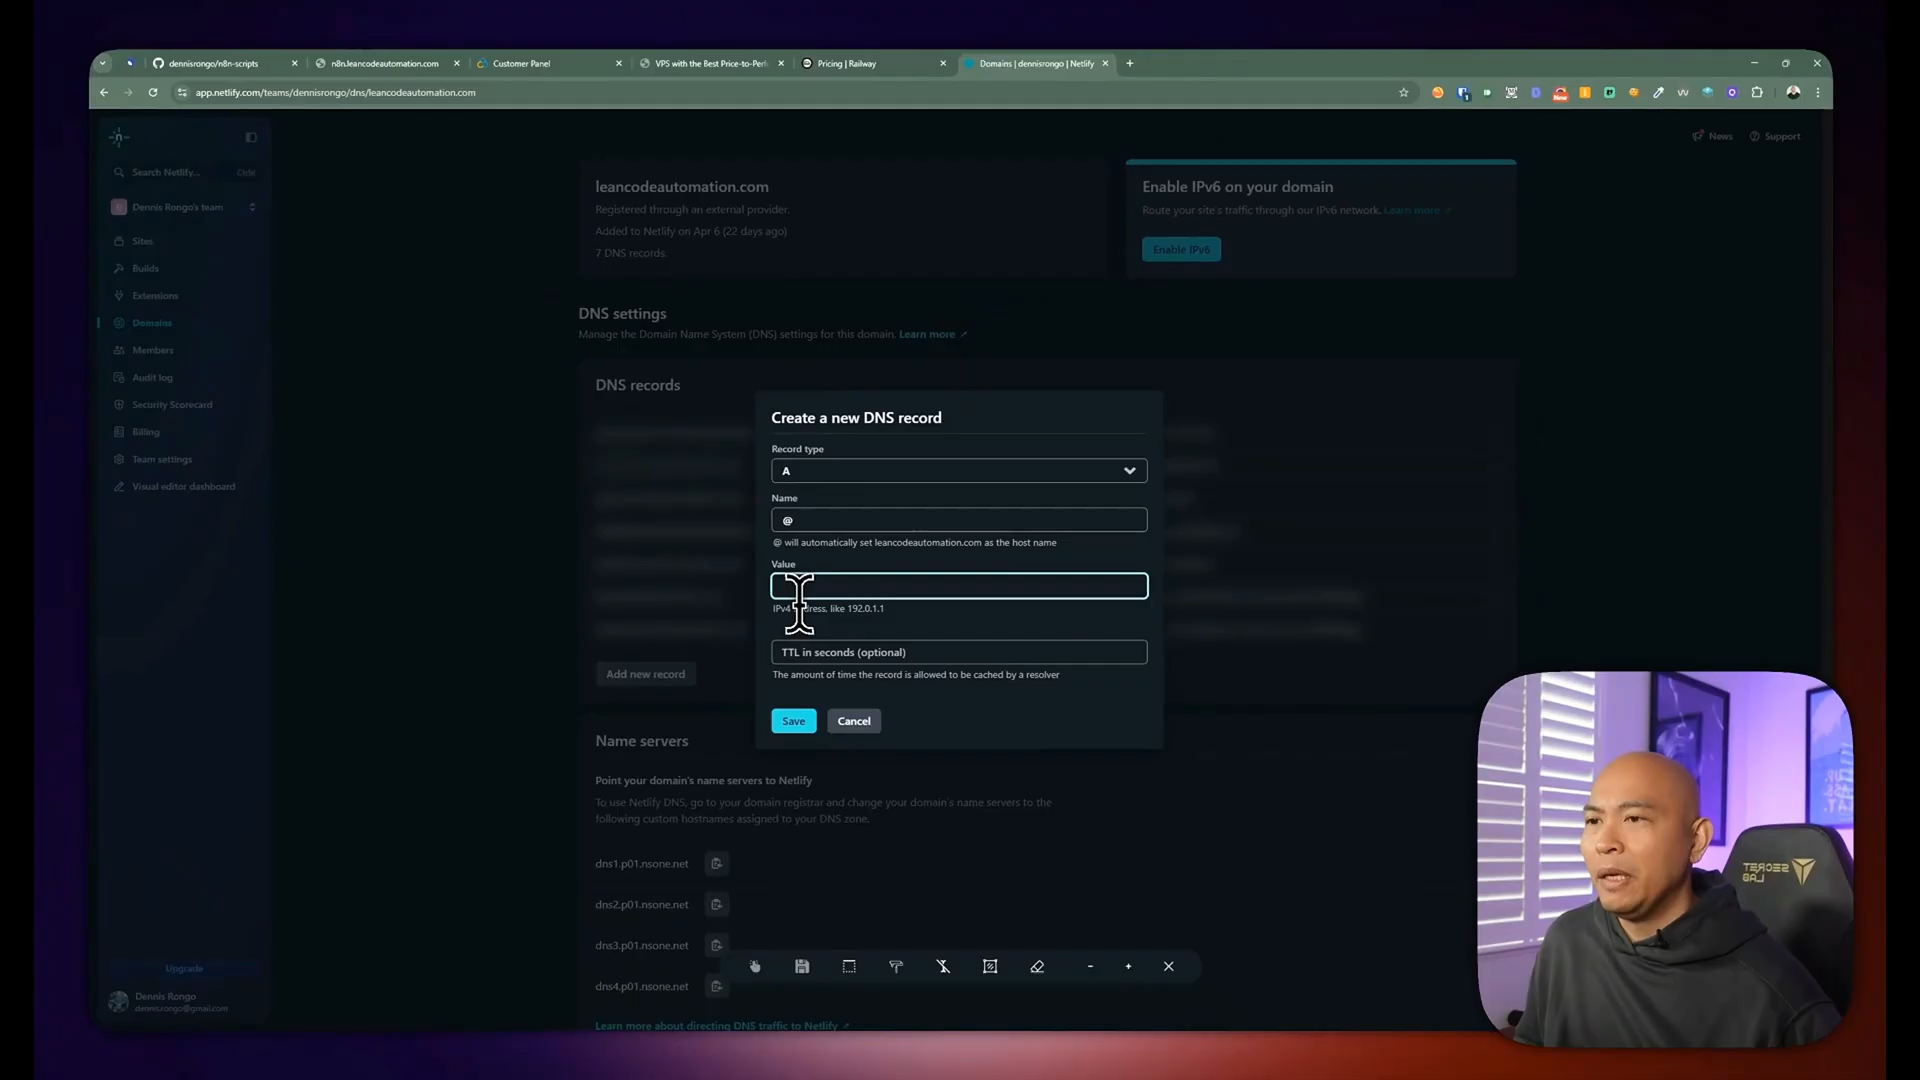 dennisrongo/n8n-scripts
n8n.leancodeautomation.com
Customer Panel
VPS with the Best Price-to-Perf
Pricing | Railway
Domains | dennisrongo | Netlify
app.netlify.com/teams/dennisrongo/dns/leancodeautomation.com
News
Support
Search Netlify...
Ctrl
Dennis Rongo's team
Sites
Builds
Extensions
Domains
Members
Audit log
Security Scorecard
Billing
Team settings
Visual editor dashboard
Upgrade
Dennis Rongo
dennis.rongo@gmail.com
leancodeautomation.com
Registered through an external provider.
Added to Netlify on Apr 6 (22 days ago)
7 DNS records.
Enable IPv6 on your domain
Route your site's traffic through our IPv6 network. Learn more
Enable IPv6
DNS settings
Manage the Domain Name System (DNS) settings for this domain. Learn more
DNS records
Add new record
Create a new DNS record
Record type
A
Name
@
@ will automatically set leancodeautomation.com as the host name
Value
IPv4 like 192.0.1.1
TTL in seconds (optional)
The amount of time the record is allowed to be cached by a resolver
Save
Cancel
Name servers
Point your domain's name servers to Netlify
To use Netlify DNS, go to your domain registrar and change your domain's name servers to the
following custom hostnames assigned to your DNS zone.
dns1.p01.nsone.net
dns2.p01.nsone.net
dns3.p01.nsone.net
dns4.p01.nsone.net
Learn more about directing DNS traffic to Netlify
SECRET
LAB